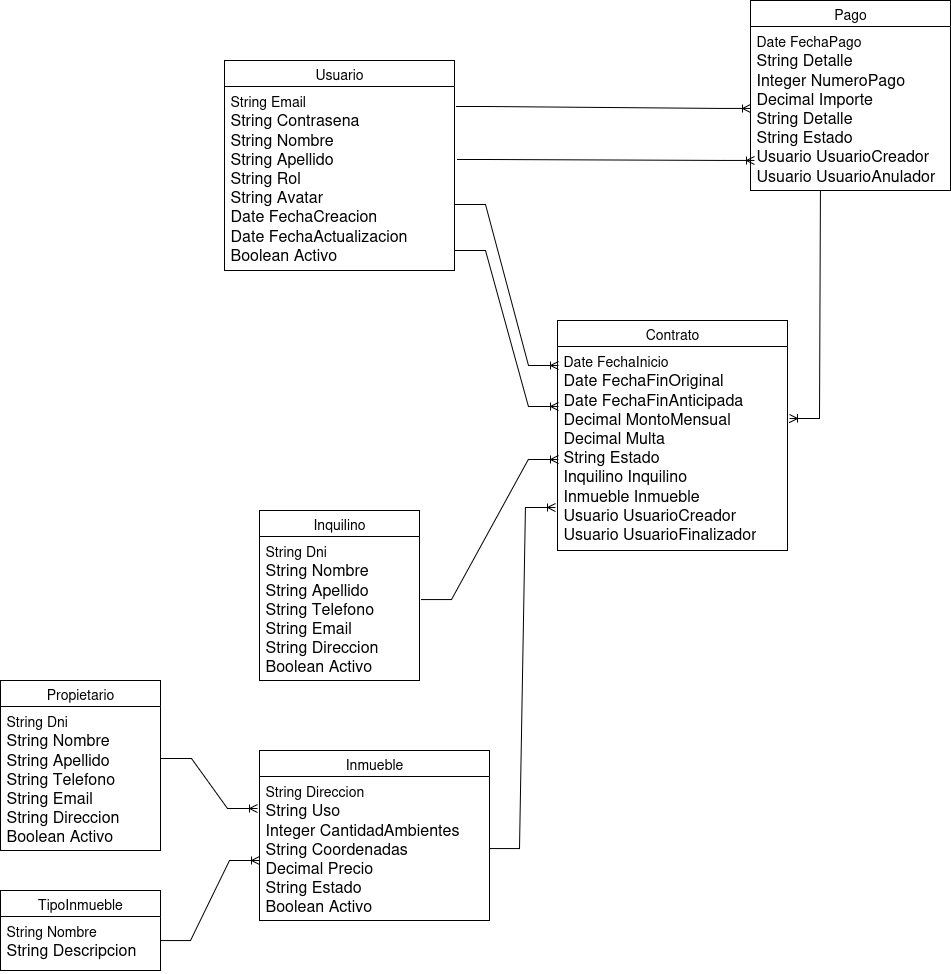 Pago
Date FechaPago
String Detalle
Integer NumeroPago
Decimal Importe
String Detalle
String Estado
Usuario UsuarioCreador
Usuario UsuarioAnulador
Usuario
String Email
String Contrasena
String Nombre
String Apellido
String Rol
String Avatar
Date FechaCreacion
Date FechaActualizacion
Boolean Activo
Contrato
Date FechaInicio
Date FechaFinOriginal
Date FechaFinAnticipada
Decimal MontoMensual
Decimal Multa
String Estado
Inquilino Inquilino
Inmueble Inmueble
Usuario UsuarioCreador
Usuario UsuarioFinalizador
Inquilino
String Dni
String Nombre
String Apellido
String Telefono
String Email
String Direccion
Boolean Activo
Propietario
String Dni
String Nombre
String Apellido
String Telefono
String Email
String Direccion
Boolean Activo
Inmueble
String Direccion
String Uso
Integer CantidadAmbientes
String Coordenadas
Decimal Precio
String Estado
Boolean Activo
TipoInmueble
String Nombre
String Descripcion